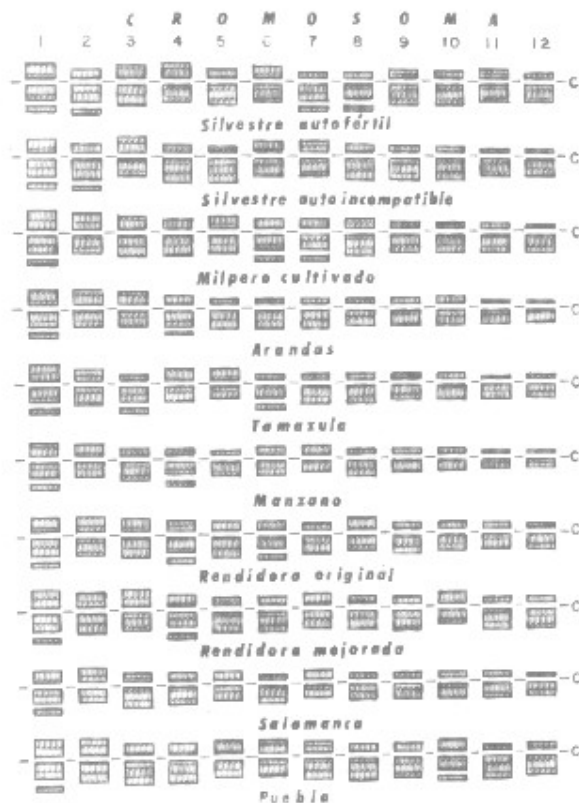 CROMOSOMA
1 2 3 4 5 6 7 8 9 10 11 12
C
Silvestre autofértil
C
Silvestre autoincompatible
C
Milpero cultivado
C
Arandas
C
Tamazula
C
Manzano
C
Rendidora original
C
Rendidora mejorada
C
Salamanca
C
Puebla